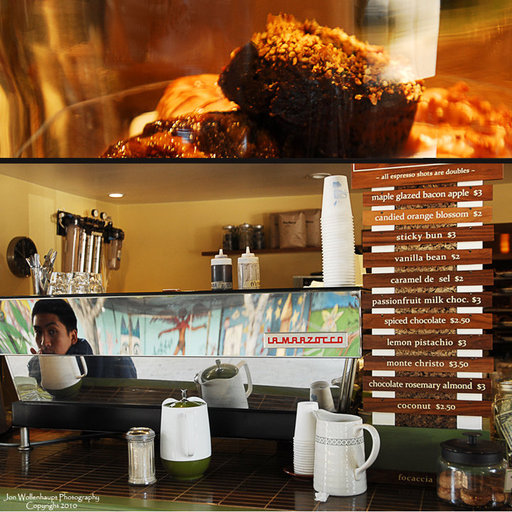 - all espresso shots are doubles -
maple glazed bacon apple $3
candied orange blossom $2
sticky bun $3
vanilla bean $2
caramel de sel $2
passionfruit milk choc. $3
spiced chocolate $2.50
lemon pistachio $3
monte christo $3.50
chocolate rosemary almond $3
coconut $2.50
focaccia
LA MARZOCCO
Jon Wollenhaupt Photography
Copyright 2010